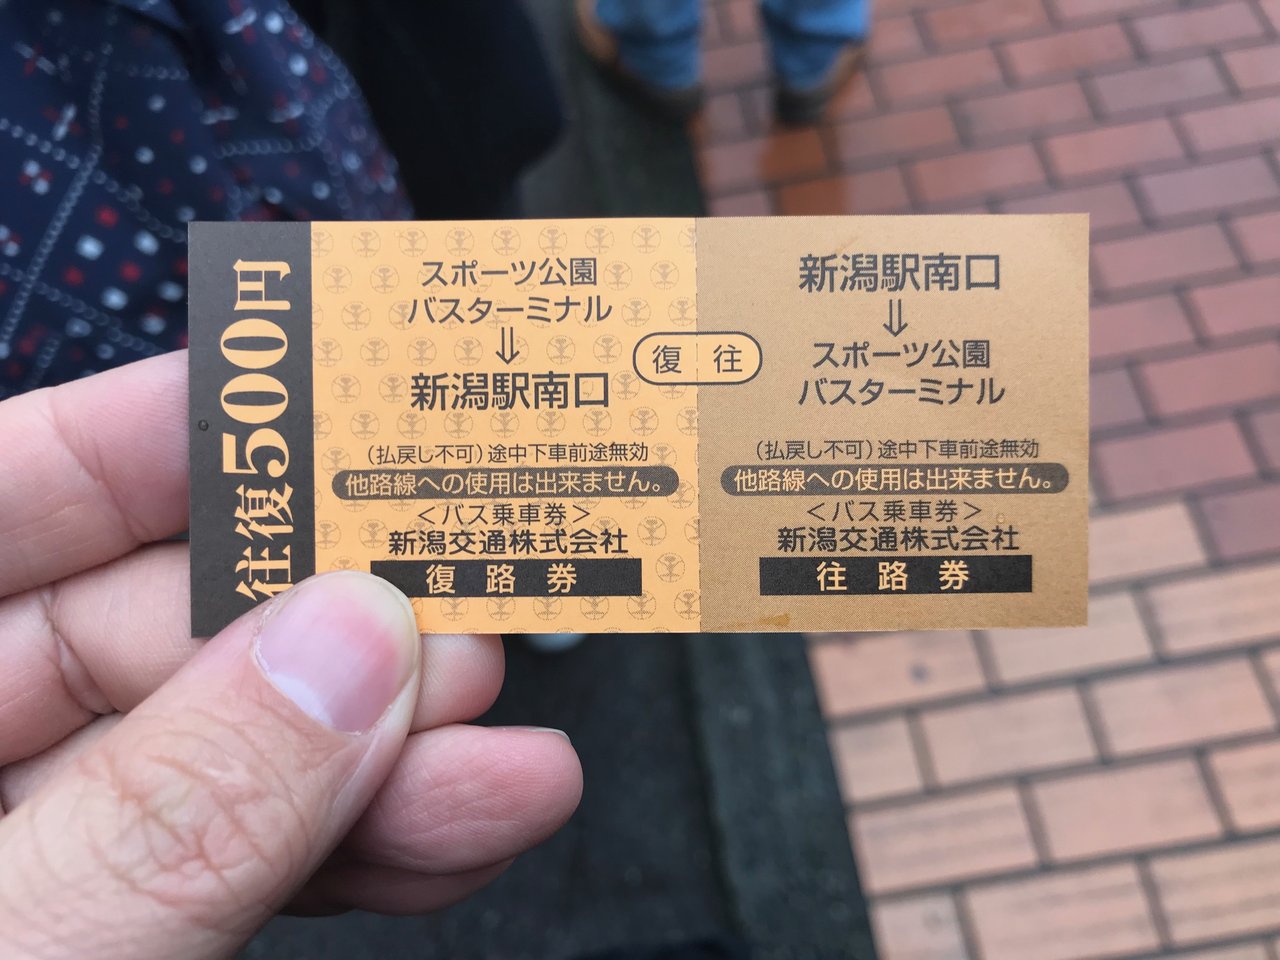 往復500円
スポーツ公園
バスターミナル
⇓
新潟駅南口
(払戻し不可)途中下車前途無効
他路線への使用は出来ません。
＜バス乗車券＞
新潟交通株式会社
復路券
復 往
新潟駅南口
⇓
スポーツ公園
バスターミナル
(払戻し不可)途中下車前途無効
他路線への使用は出来ません。
＜バス乗車券＞
新潟交通株式会社
往路券